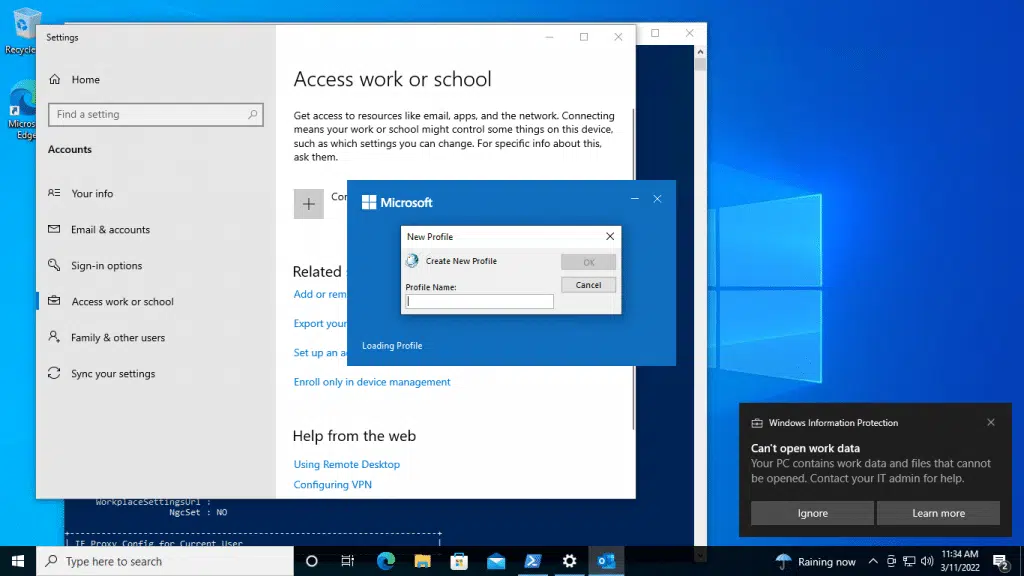 Recycle
Micros
Edge
Settings
Home
Find a setting
Accounts
Your info
Email & accounts
Sign-in options
Access work or school
Family & other users
Sync your settings
Access work or school
Get access to resources like email, apps, and the network. Connecting
means your work or school might control some things on this device,
such as which settings you can change. For specific info about this,
ask them.
Con
Related s
Add or rem
Export your
Set up an a
Enroll only in device management
Help from the web
Using Remote Desktop
Configuring VPN
Microsoft
New Profile
Create New Profile
OK
Cancel
Profile Name:
Loading Profile
WorkplaceSettingsUrl :
NgcSet : NO
IE Proxy Config for Current User
Windows Information Protection
Can't open work data
Your PC contains work data and files that cannot
be opened. Contact your IT admin for help.
Ignore
Learn more
Type here to search
Raining now
11:34 AM
3/11/2022
2